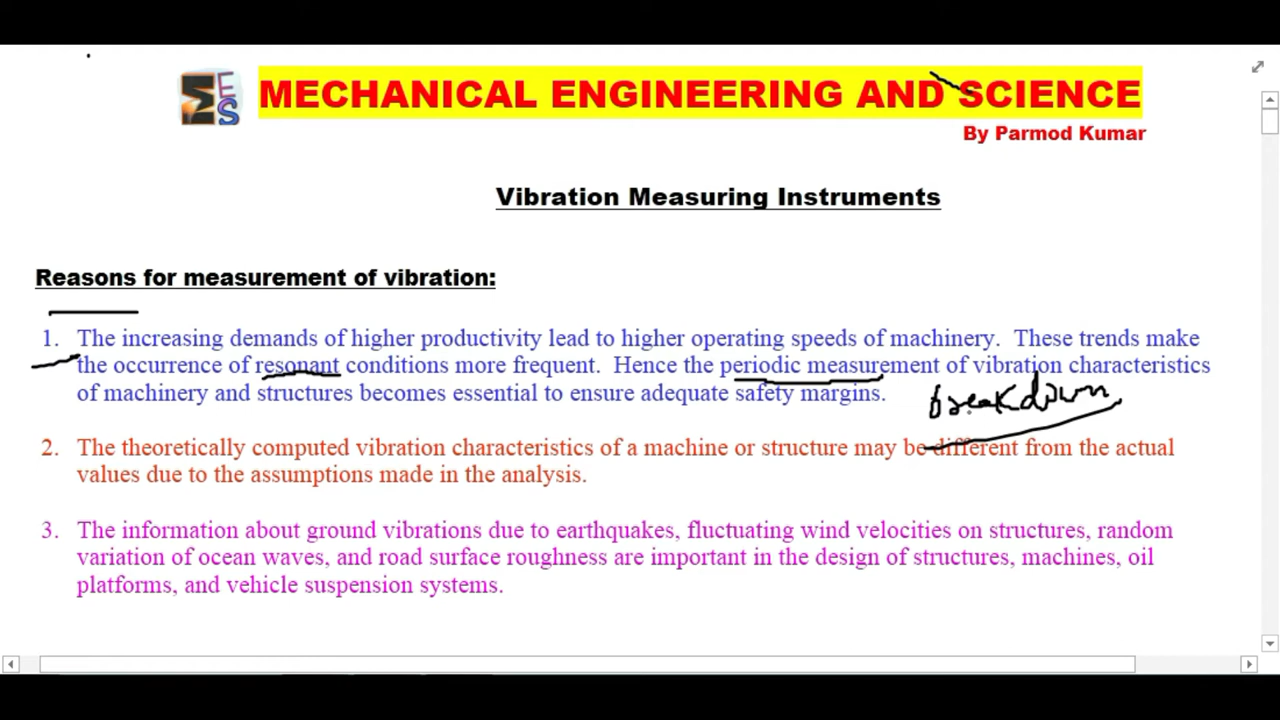 MECHANICAL ENGINEERING AND SCIENCE
MES
By Parmod Kumar
Vibration Measuring Instruments
Reasons for measurement of vibration:
1. The increasing demands of higher productivity lead to higher operating speeds of machinery. These trends make
the occurrence of resonant conditions more frequent. Hence the periodic measurement of vibration characteristics
of machinery and structures becomes essential to ensure adequate safety margins.
breakdown
2. The theoretically computed vibration characteristics of a machine or structure may be different from the actual
values due to the assumptions made in the analysis.
3. The information about ground vibrations due to earthquakes, fluctuating wind velocities on structures, random
variation of ocean waves, and road surface roughness are important in the design of structures, machines, oil
platforms, and vehicle suspension systems.